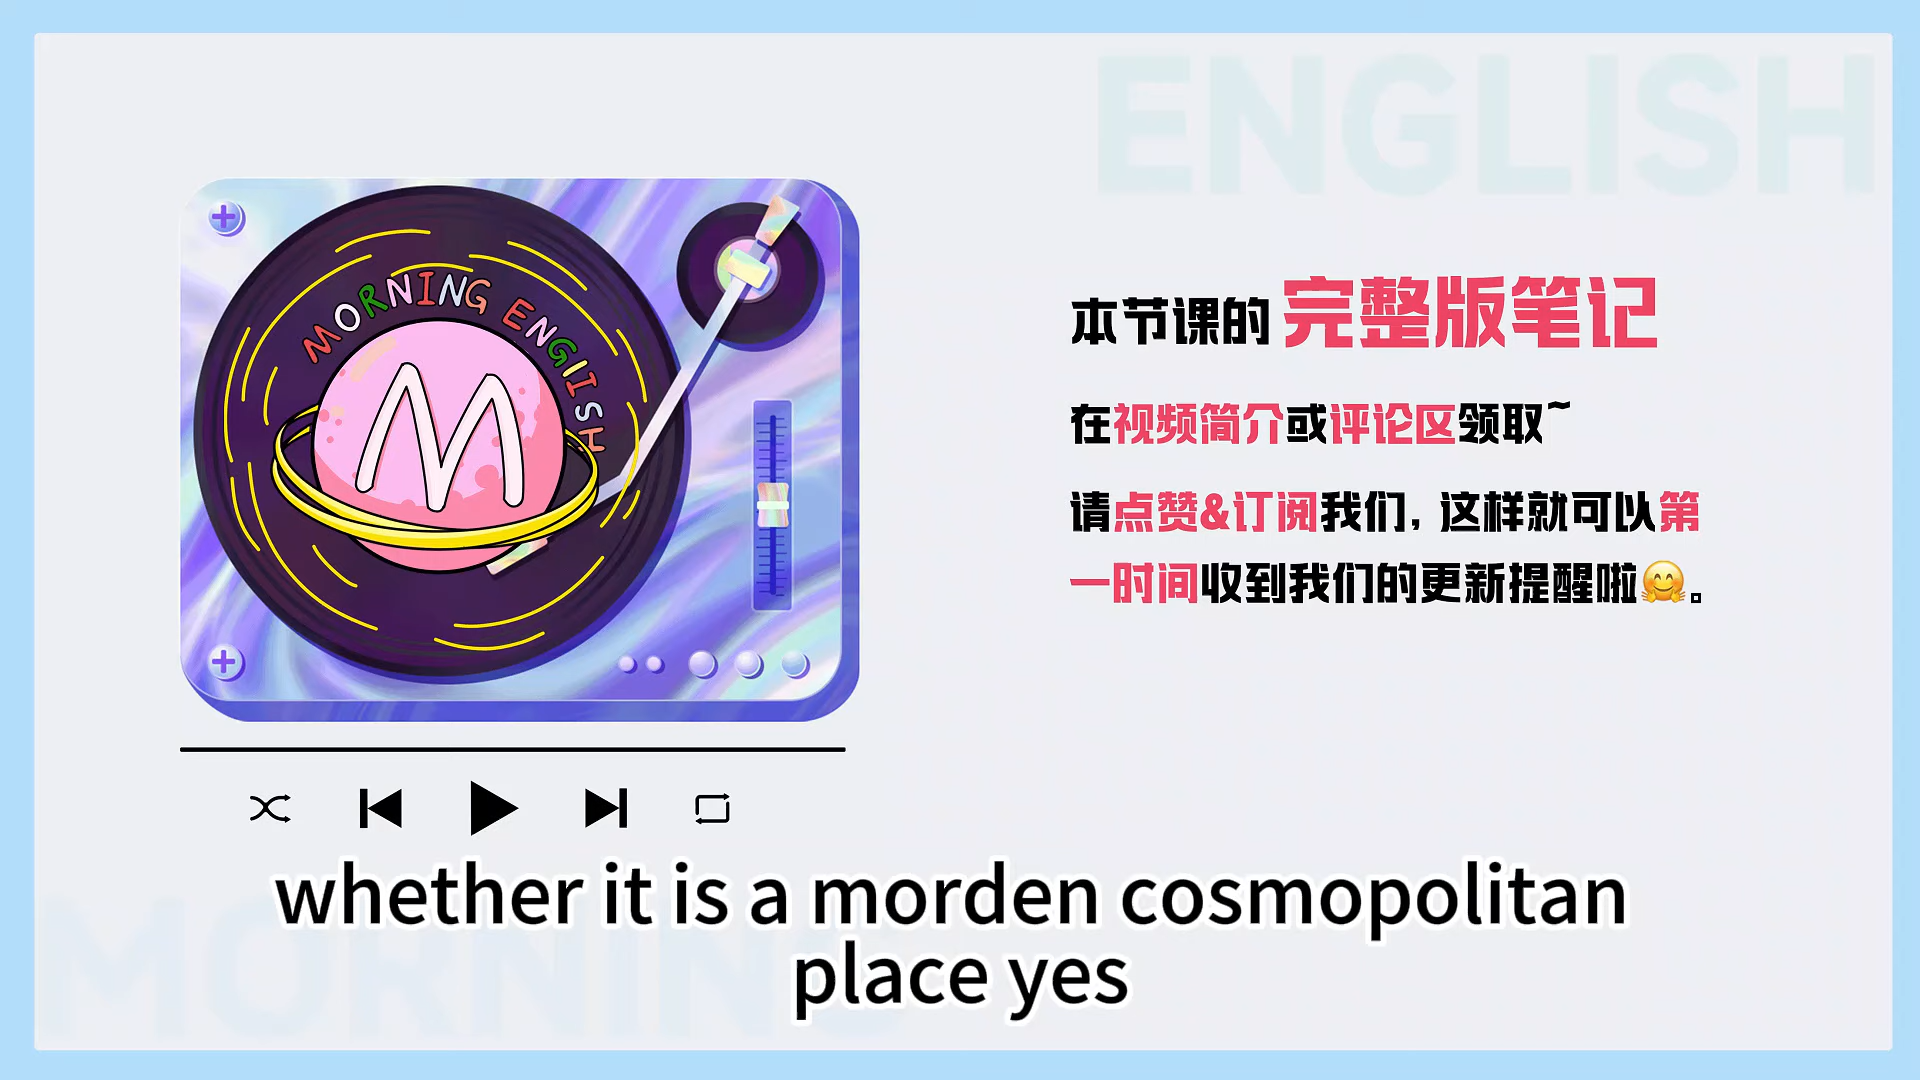 ENGLISH
MORNING ENGlISH
M
本节课的 完整版笔记
在视频简介或评论区领取~
请点赞&订阅我们, 这样就可以第
一时间收到我们的更新提醒啦🤗。
MORNING
whether it is a morden cosmopolitan
place yes